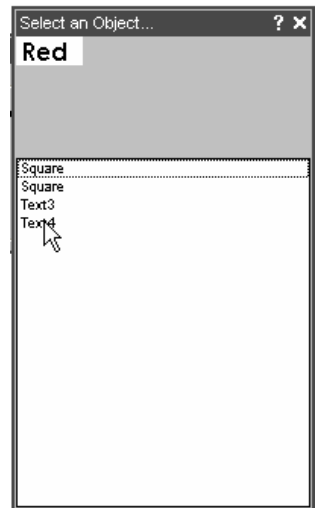 Select an Object... ? ×
Red
Square
Square
Text3
Text4